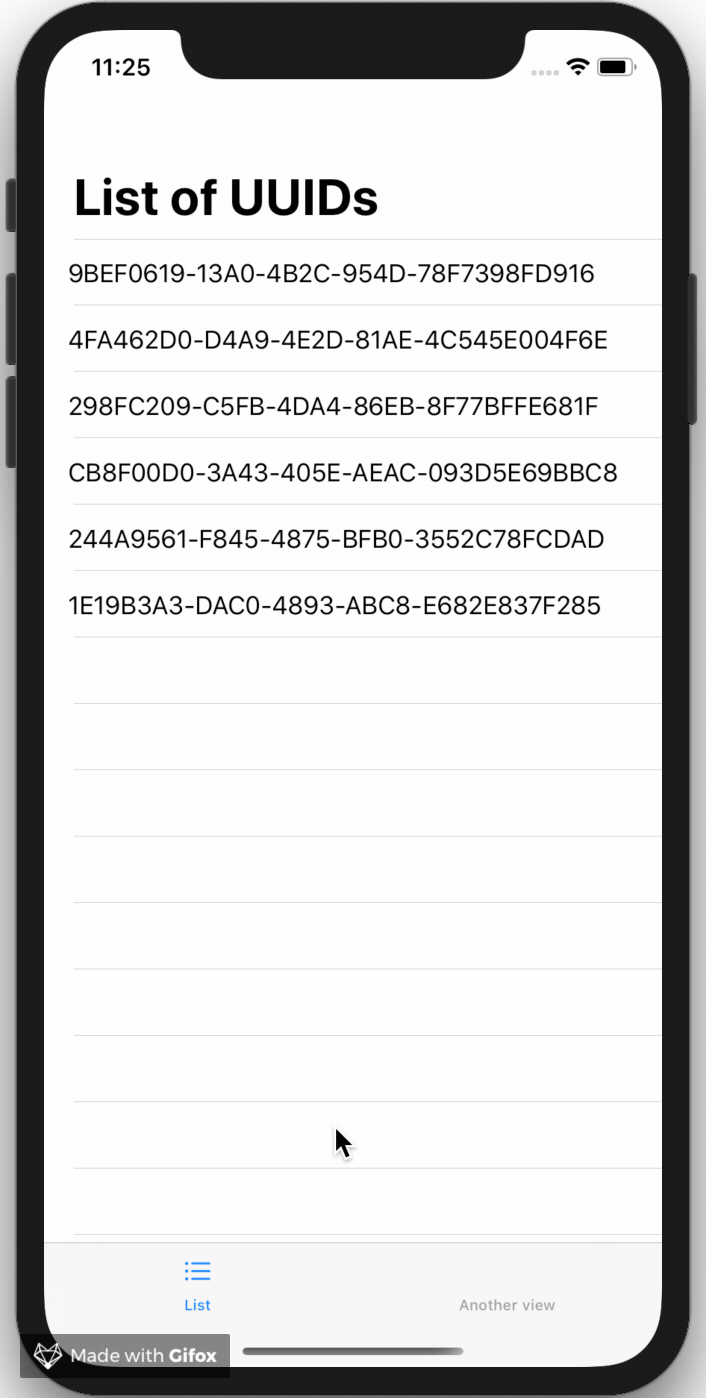 11:25
List of UUIDs
9BEF0619-13A0-4B2C-954D-78F7398FD916
4FA462D0-D4A9-4E2D-81AE-4C545E004F6E
298FC209-C5FB-4DA4-86EB-8F77BFFE681F
CB8F00D0-3A43-405E-AEAC-093D5E69BBC8
244A9561-F845-4875-BFB0-3552C78FCDAD
1E19B3A3-DAC0-4893-ABC8-E682E837F285
List
Another view
Made with Gifox